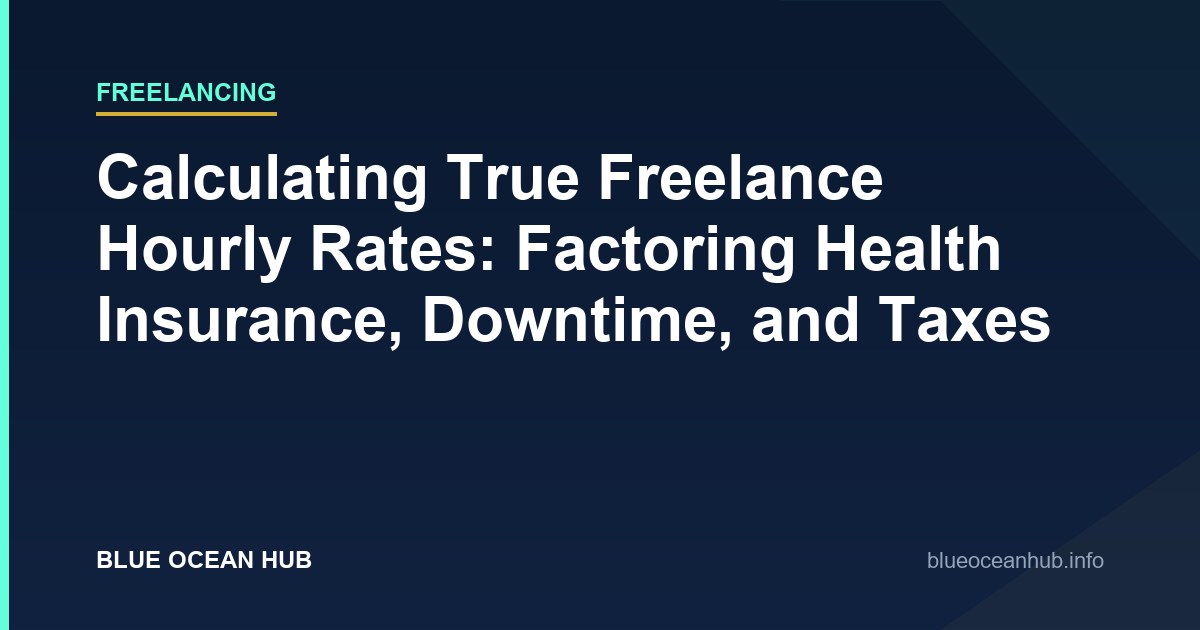 FREELANCING
Calculating True Freelance
Hourly Rates: Factoring Health
Insurance, Downtime, and Taxes
BLUE OCEAN HUB
blueoceanhub.info